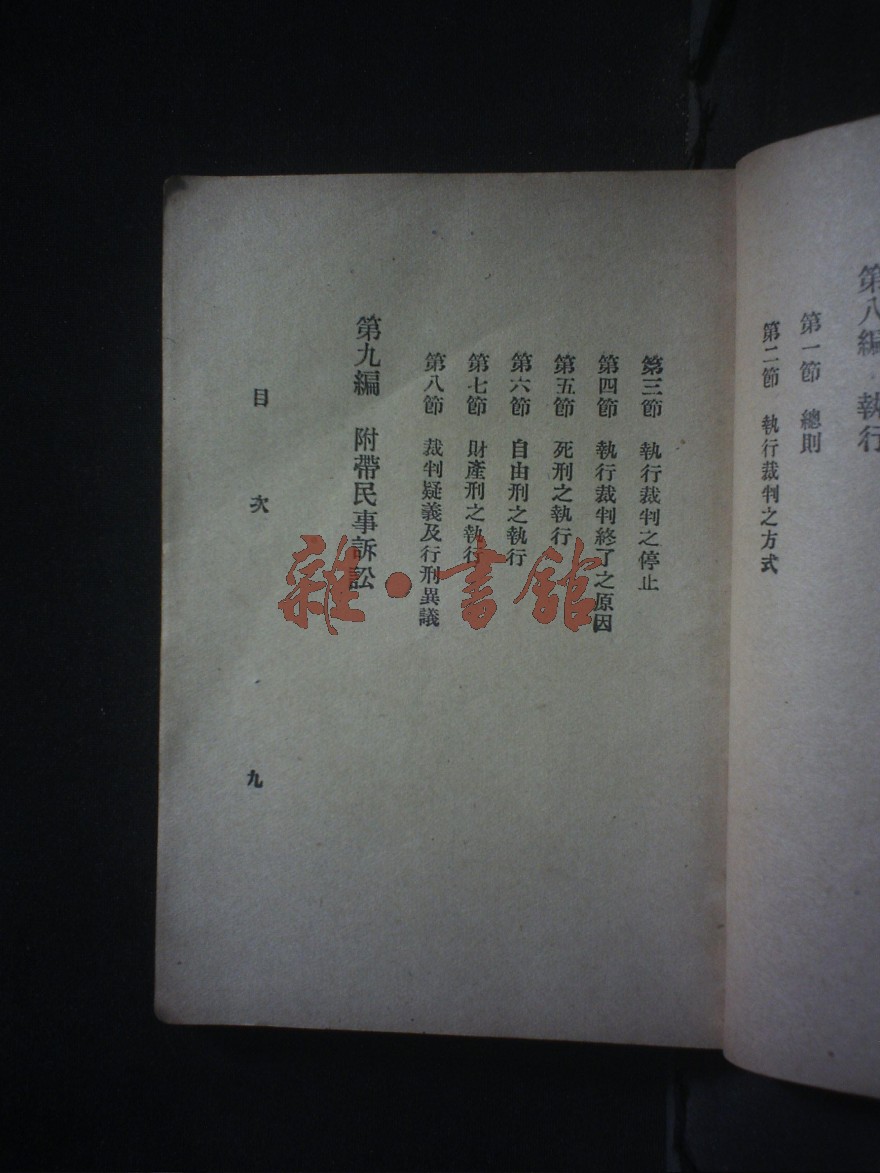 第八編 執行
第一節 總則
第二節 執行裁判之方式
第三節 執行裁判之停止
第四節 執行裁判終了之原因
第五節 死刑之執行
第六節 自由刑之執行
第七節 財產刑之執行
第八節 裁判疑義及行刑異議
第九編 附帶民事訴訟
目次
九
雜·書館